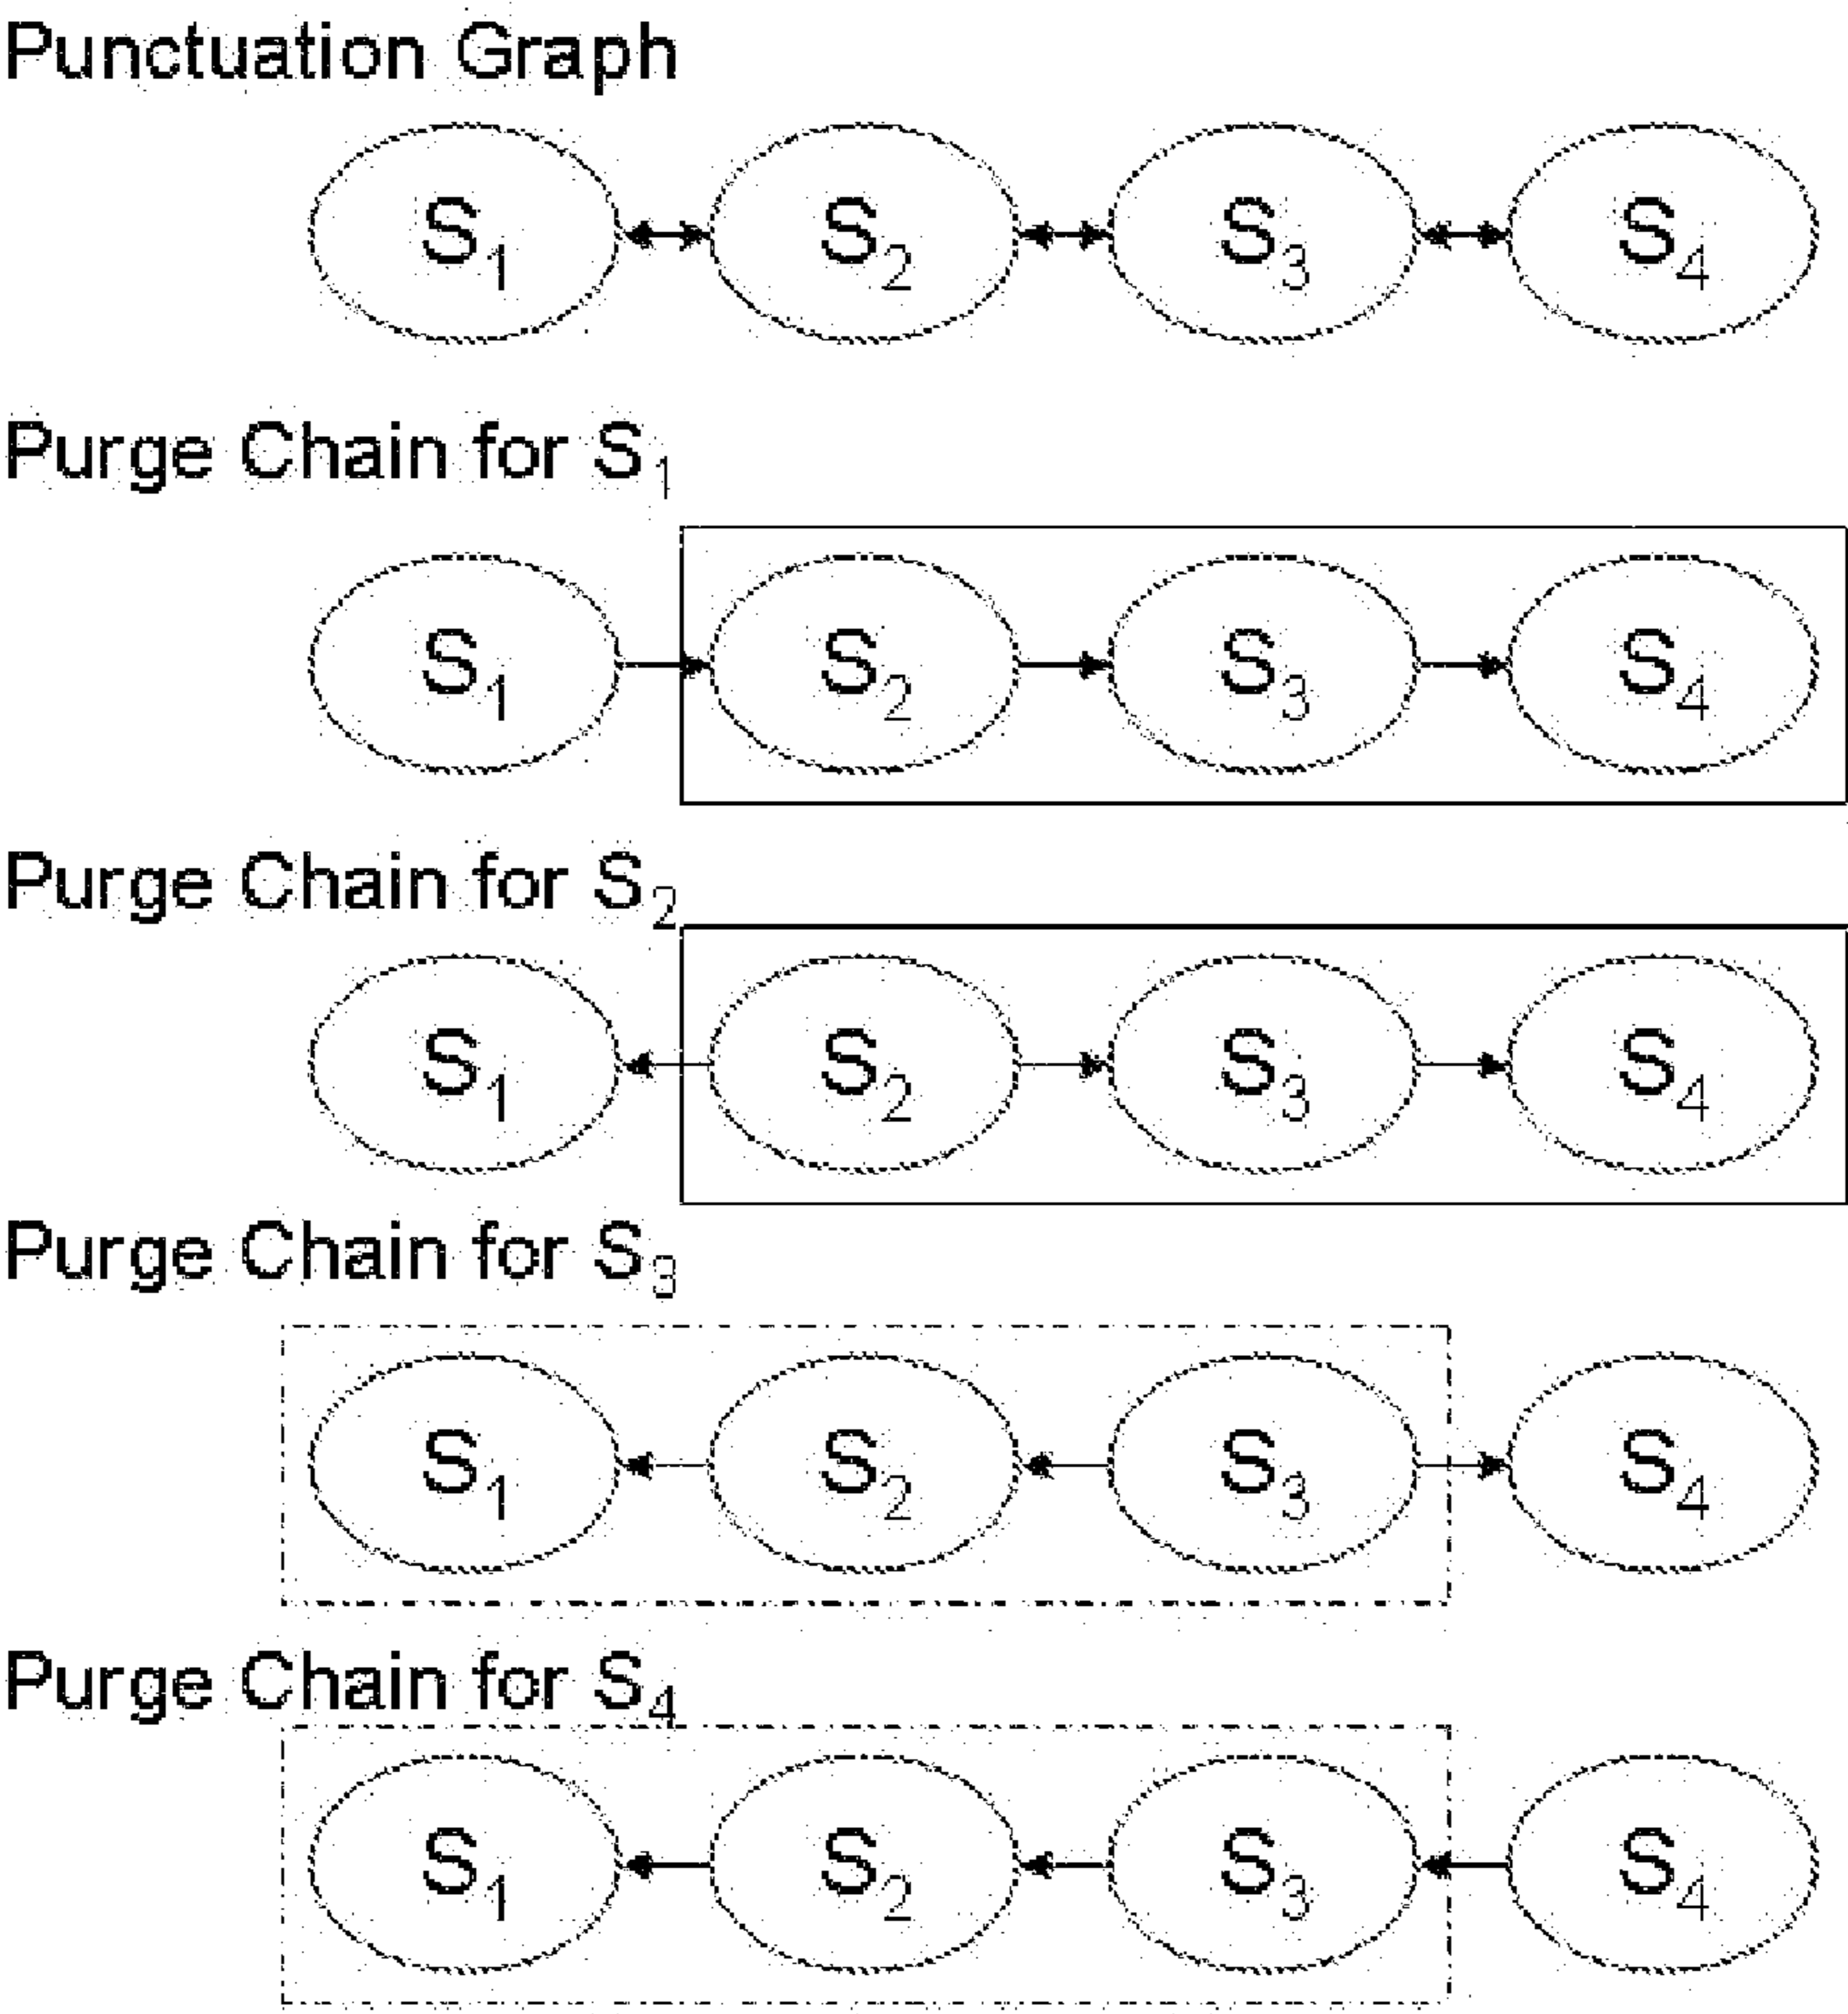 Punctuation Graph
S1 S2 S3 S4
Purge Chain for S1
S1 S2 S3 S4
Purge Chain for S2
S1 S2 S3 S4
Purge Chain for S3
S1 S2 S3 S4
Purge Chain for S4
S1 S2 S3 S4